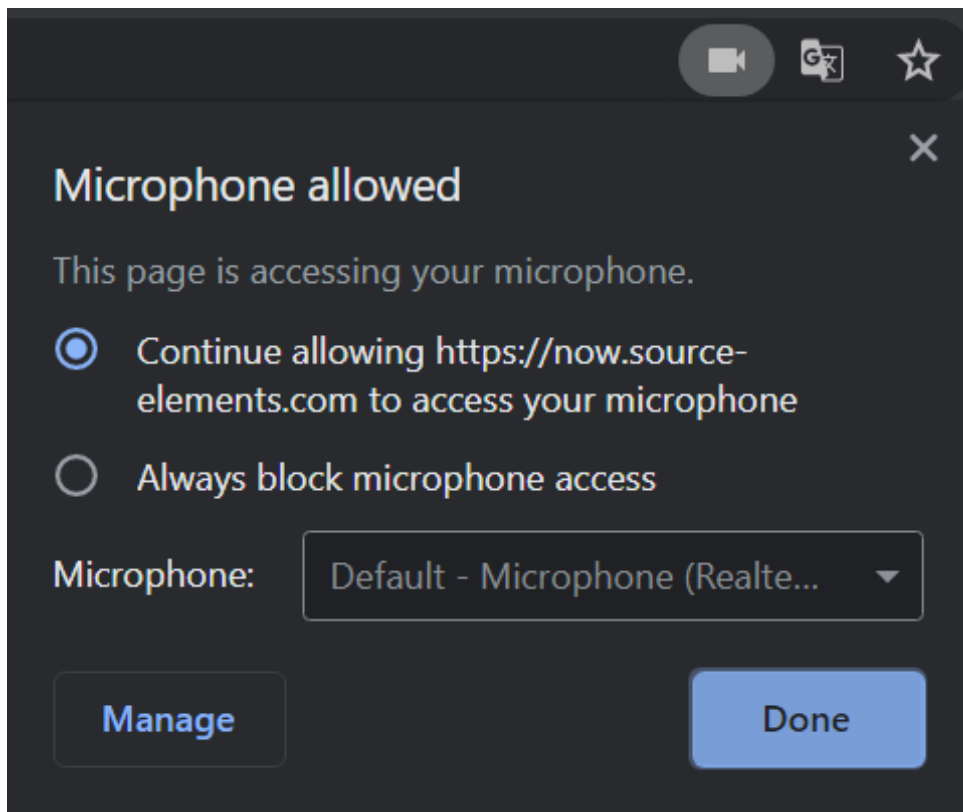 Microphone allowed
This page is accessing your microphone.
Continue allowing https://now.source-
elements.com to access your microphone
Always block microphone access
Microphone: Default - Microphone (Realte...
Manage Done